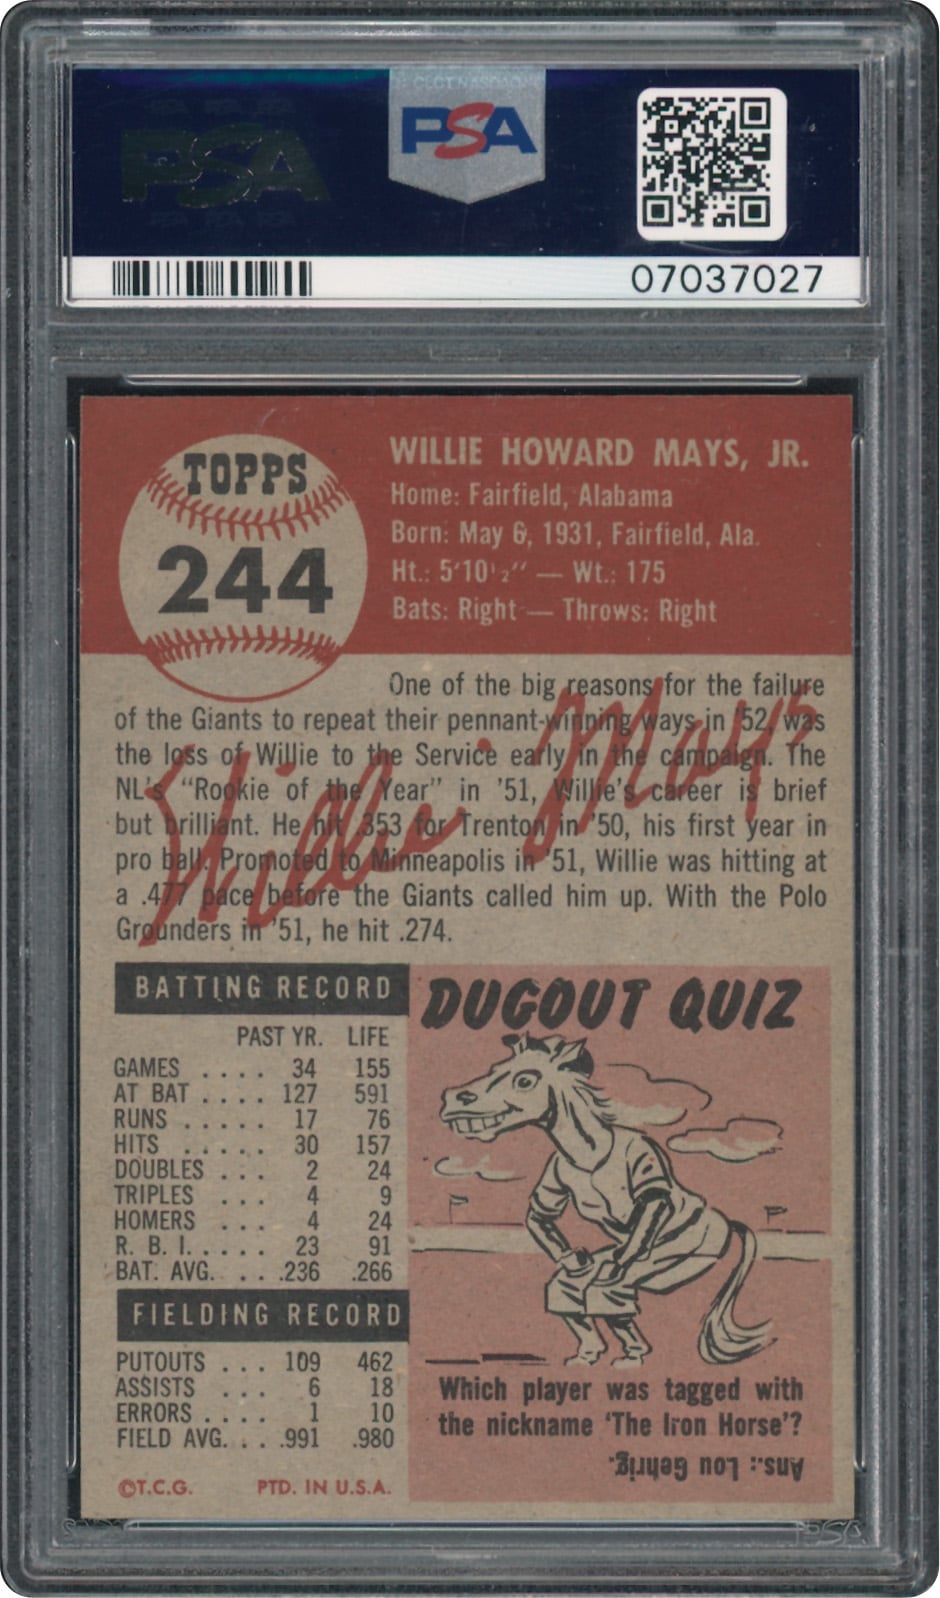 CLCT NASDAQ
PSA
PSA
07037027
TOPPS
244
WILLIE HOWARD MAYS, JR.
Home: Fairfield, Alabama
Born: May 6, 1931, Fairfield, Ala.
Ht.: 5'10½" — Wt.: 175
Bats: Right — Throws: Right
One of the big reasons for the failure
of the Giants to repeat their pennant-winning ways in '52, was
the loss of Willie to the Service early in the campaign. The
NL's "Rookie of the Year" in '51, Willie's career is brief
but brilliant. He hit .353 for Trenton in '50, his first year in
pro ball. Promoted to Minneapolis in '51, Willie was hitting at
a .477 pace before the Giants called him up. With the Polo
Grounders in '51, he hit .274.
Willie Mays
BATTING RECORD
PAST YR. LIFE
GAMES .... 34 155
AT BAT .... 127 591
RUNS ..... 17 76
HITS ..... 30 157
DOUBLES ... 2 24
TRIPLES ... 4 9
HOMERS ... 4 24
R. B. I. .... 23 91
BAT. AVG. ... .236 .266
FIELDING RECORD
PUTOUTS ... 109 462
ASSISTS ... 6 18
ERRORS .... 1 10
FIELD AVG. ... .991 .980
©T.C.G. PTD. IN U.S.A.
DUGOUT QUIZ
Which player was tagged with
the nickname 'The Iron Horse'?
Ans.: Lou Gehrig.
PSA